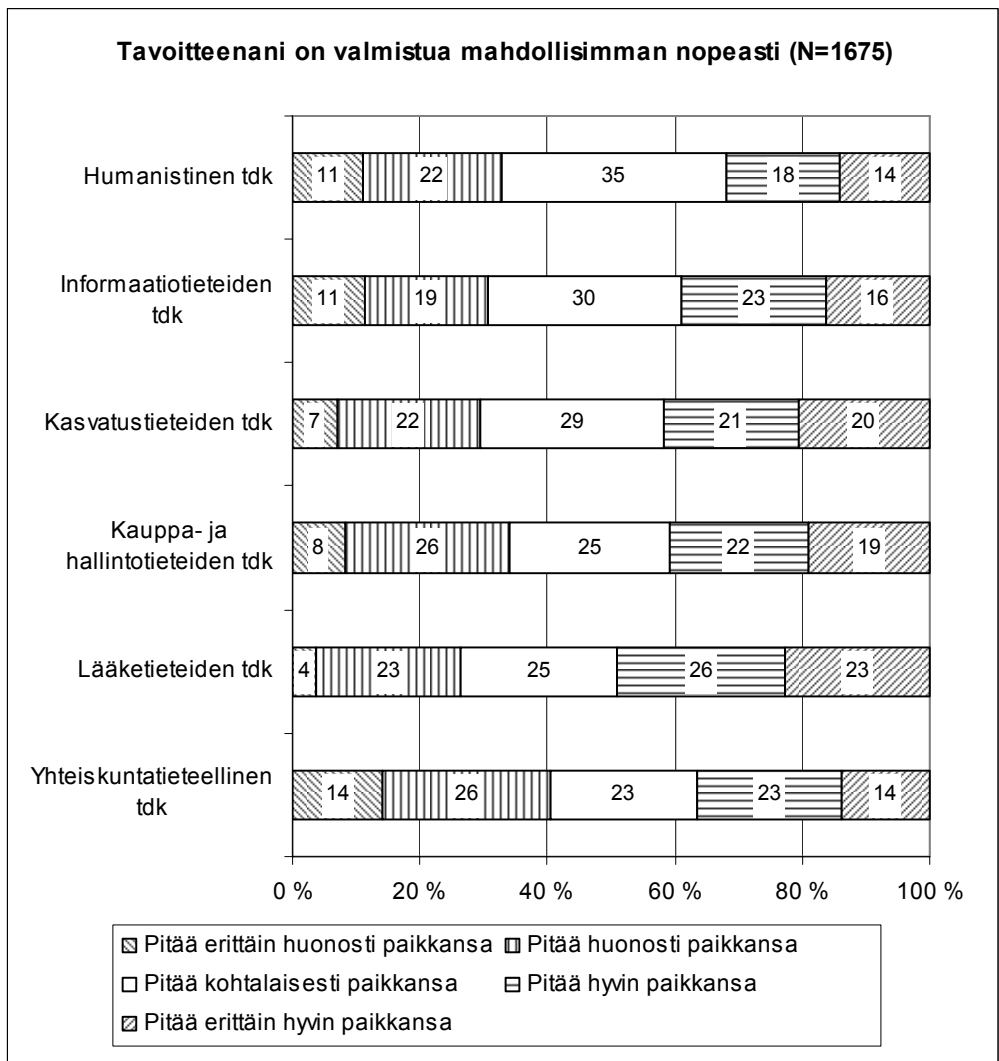 Tavoitteenani on valmistua mahdollisimman nopeasti (N=1675)
Humanistinen tdk
11 22 35 18 14
Informaatiotieteiden
tdk
11 19 30 23 16
Kasvatustieteiden tdk
7 22 29 21 20
Kauppa- ja
hallintotieteiden tdk
8 26 25 22 19
Lääketieteiden tdk
4 23 25 26 23
Yhteiskuntatieteellinen
tdk
14 26 23 23 14
0 % 20 % 40 % 60 % 80 % 100 %
Pitää erittäin huonosti paikkansa Pitää huonosti paikkansa
Pitää kohtalaisesti paikkansa Pitää hyvin paikkansa
Pitää erittäin hyvin paikkansa